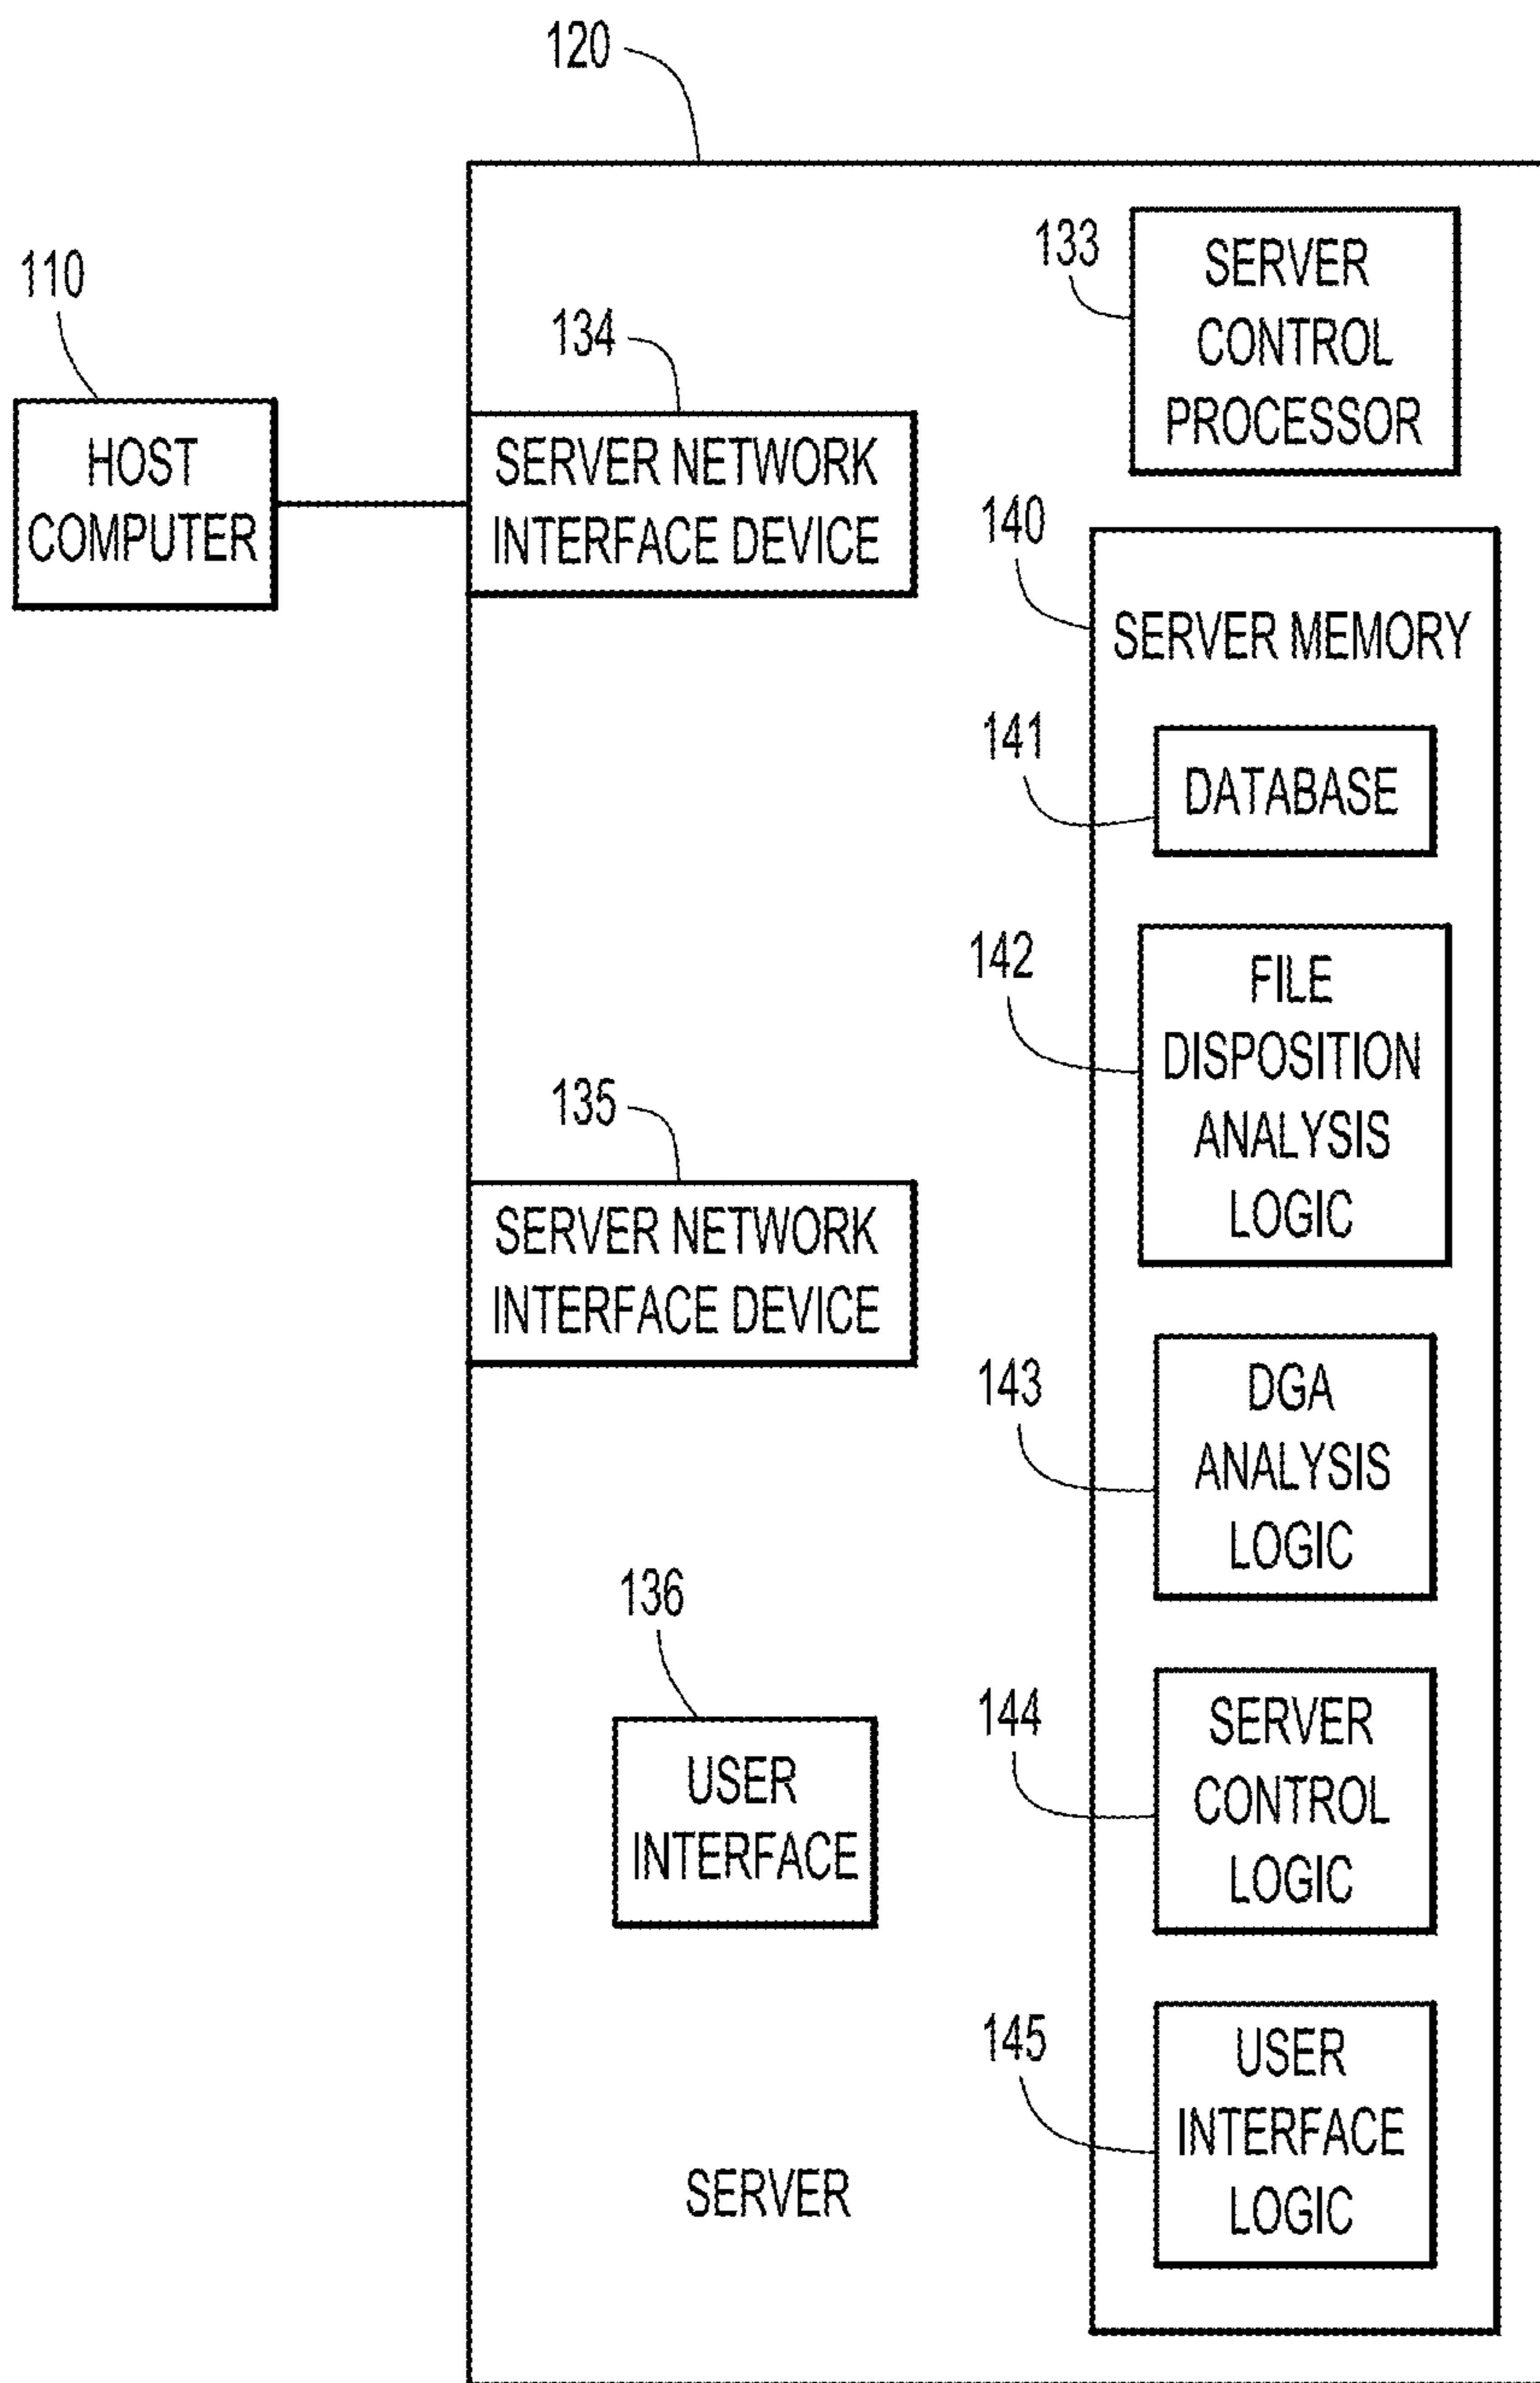 120
110
HOST
COMPUTER
134
SERVER NETWORK
INTERFACE DEVICE
133
SERVER
CONTROL
PROCESSOR
140
SERVER MEMORY
141
DATABASE
142
FILE
DISPOSITION
ANALYSIS
LOGIC
135
SERVER NETWORK
INTERFACE DEVICE
143
DGA
ANALYSIS
LOGIC
136
USER
INTERFACE
144
SERVER
CONTROL
LOGIC
145
USER
INTERFACE
LOGIC
SERVER